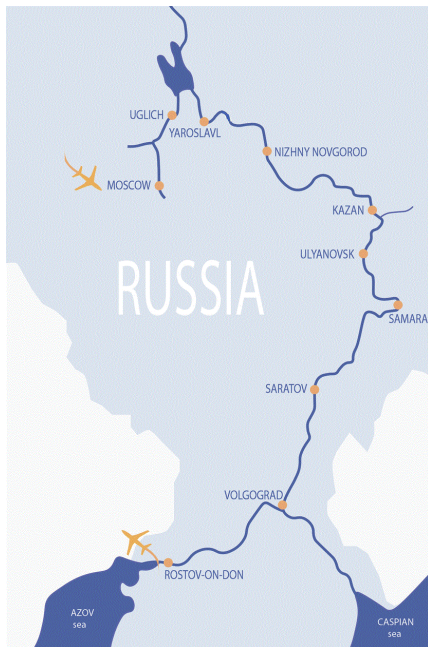 UGLICH
YAROSLAVL
NIZHNY NOVGOROD
MOSCOW
KAZAN
ULYANOVSK
RUSSIA
SAMARA
SARATOV
VOLGOGRAD
ROSTOV-ON-DON
AZOV
sea
CASPIAN
sea